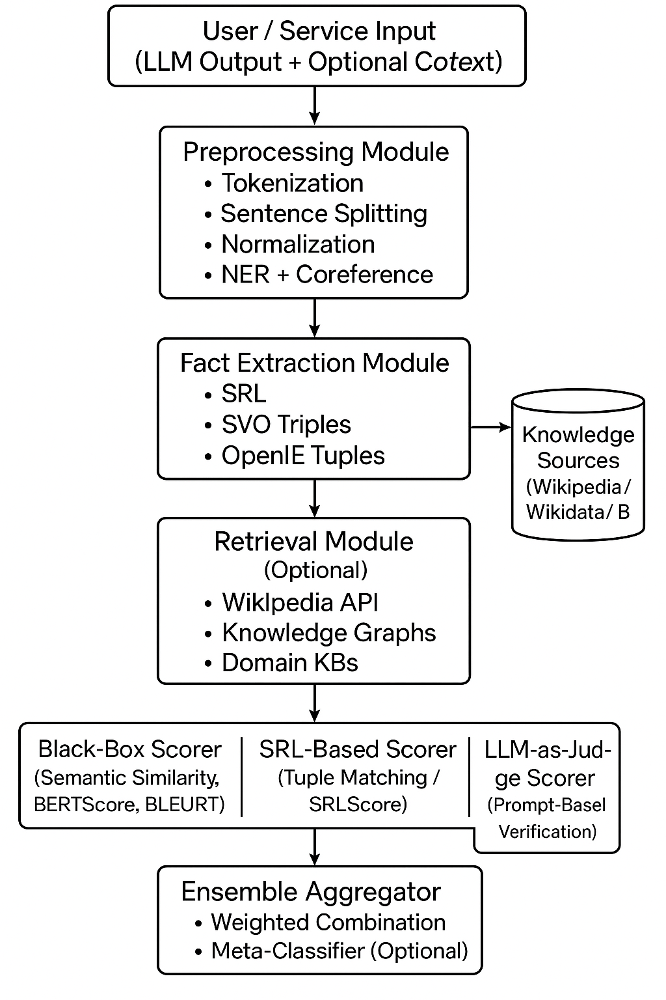 User / Service Input
(LLM Output + Optional Cotext)
Preprocessing Module
• Tokenization
• Sentence Splitting
• Normalization
• NER + Coreference
Fact Extraction Module
• SRL
• SVO Triples
• OpenIE Tuples
Knowledge
Sources
(Wikipedia/
Wikidata/ B
Retrieval Module
(Optional)
• WikIpedia API
• Knowledge Graphs
• Domain KBs
Black-Box Scorer
(Semantic Similarity,
BERTScore, BLEURT)
SRL-Based Scorer
(Tuple Matching /
SRLScore)
LLM-as-Jud-
ge Scorer
(Prompt-Basel
Verification)
Ensemble Aggregator
• Weighted Combination
• Meta-Classifier (Optional)